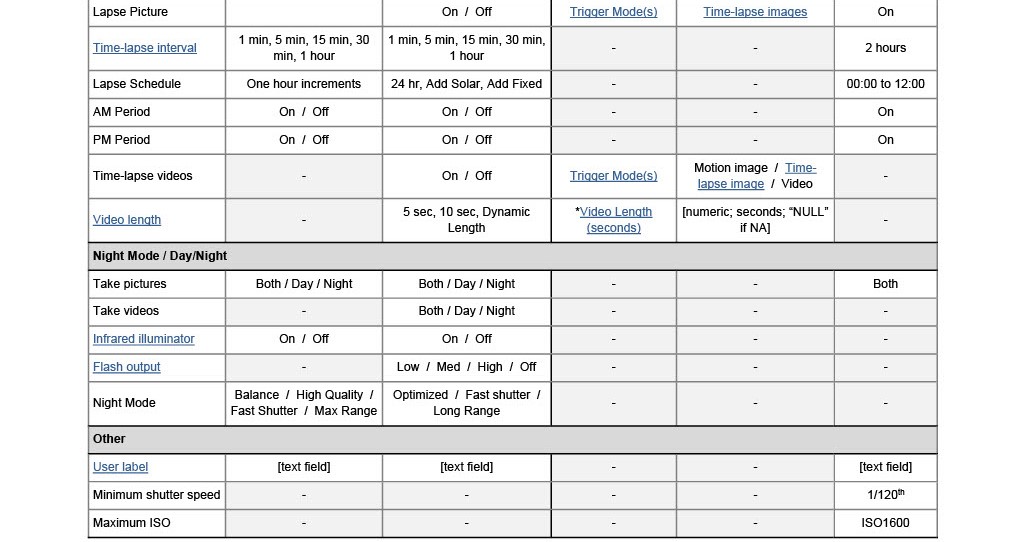 Lapse Picture On / Off Trigger Mode(s) Time-lapse images On
Time-lapse interval 1 min, 5 min, 15 min, 30 min, 1 hour 1 min, 5 min, 15 min, 30 min, 1 hour - - 2 hours
Lapse Schedule One hour increments 24 hr, Add Solar, Add Fixed - - 00:00 to 12:00
AM Period On / Off On / Off - - On
PM Period On / Off On / Off - - On
Time-lapse videos - On / Off Trigger Mode(s) Motion image / Time-lapse image / Video -
Video length - 5 sec, 10 sec, Dynamic Length *Video Length (seconds) [numeric; seconds; “NULL” if NA] -
Night Mode / Day/Night
Take pictures Both / Day / Night Both / Day / Night - - Both
Take videos - Both / Day / Night - - -
Infrared illuminator On / Off On / Off - - -
Flash output - Low / Med / High / Off - - -
Night Mode Balance / High Quality / Fast Shutter / Max Range Optimized / Fast shutter / Long Range - - -
Other
User label [text field] [text field] - - [text field]
Minimum shutter speed - - - - 1/120th
Maximum ISO - - - - ISO1600